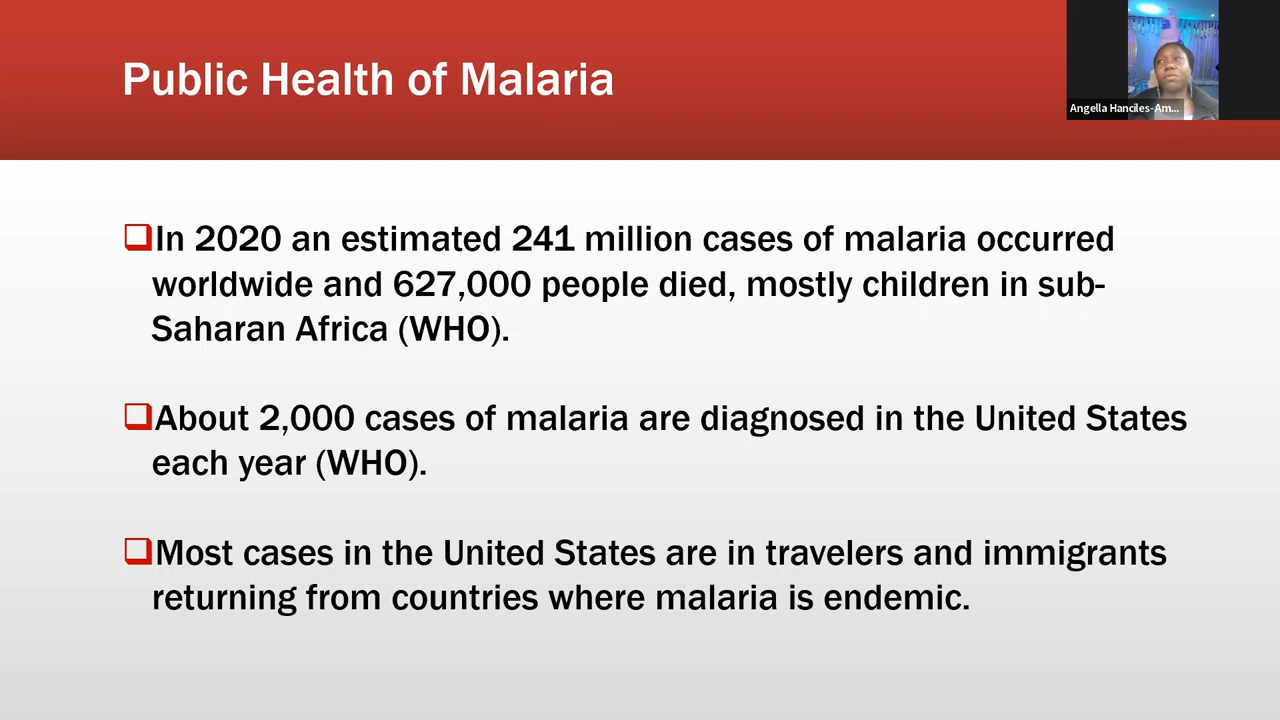 Public Health of Malaria
Angella Hanciles-Am...
In 2020 an estimated 241 million cases of malaria occurred
worldwide and 627,000 people died, mostly children in sub-
Saharan Africa (WHO).
About 2,000 cases of malaria are diagnosed in the United States
each year (WHO).
Most cases in the United States are in travelers and immigrants
returning from countries where malaria is endemic.